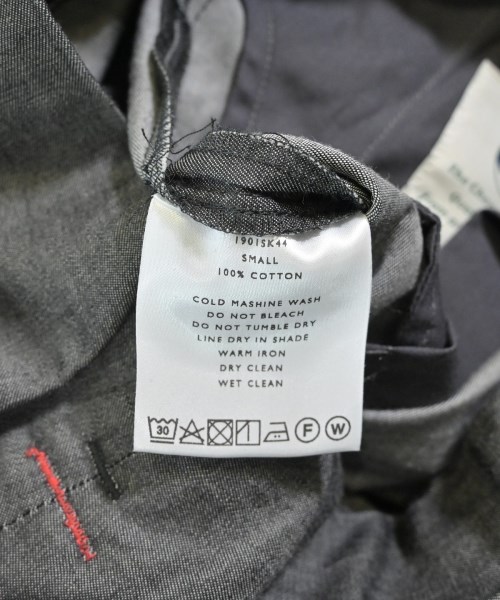 1901SK44
SMALL
100% COTTON
COLD MASHINE WASH
DO NOT BLEACH
DO NOT TUMBLE DRY
LINE DRY IN SHADE
WARM IRON
DRY CLEAN
WET CLEAN
30 F W